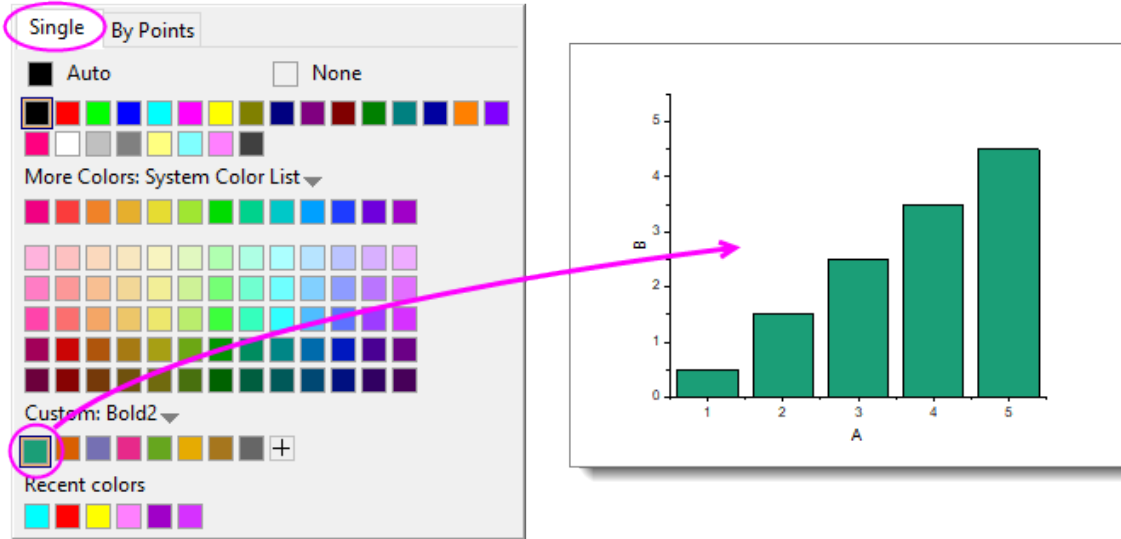 Single By Points
Auto None
More Colors: System Color List
Custom: Bold2
+
Recent colors
5
4
3
2
1
0
B
1 2 3 4 5
A